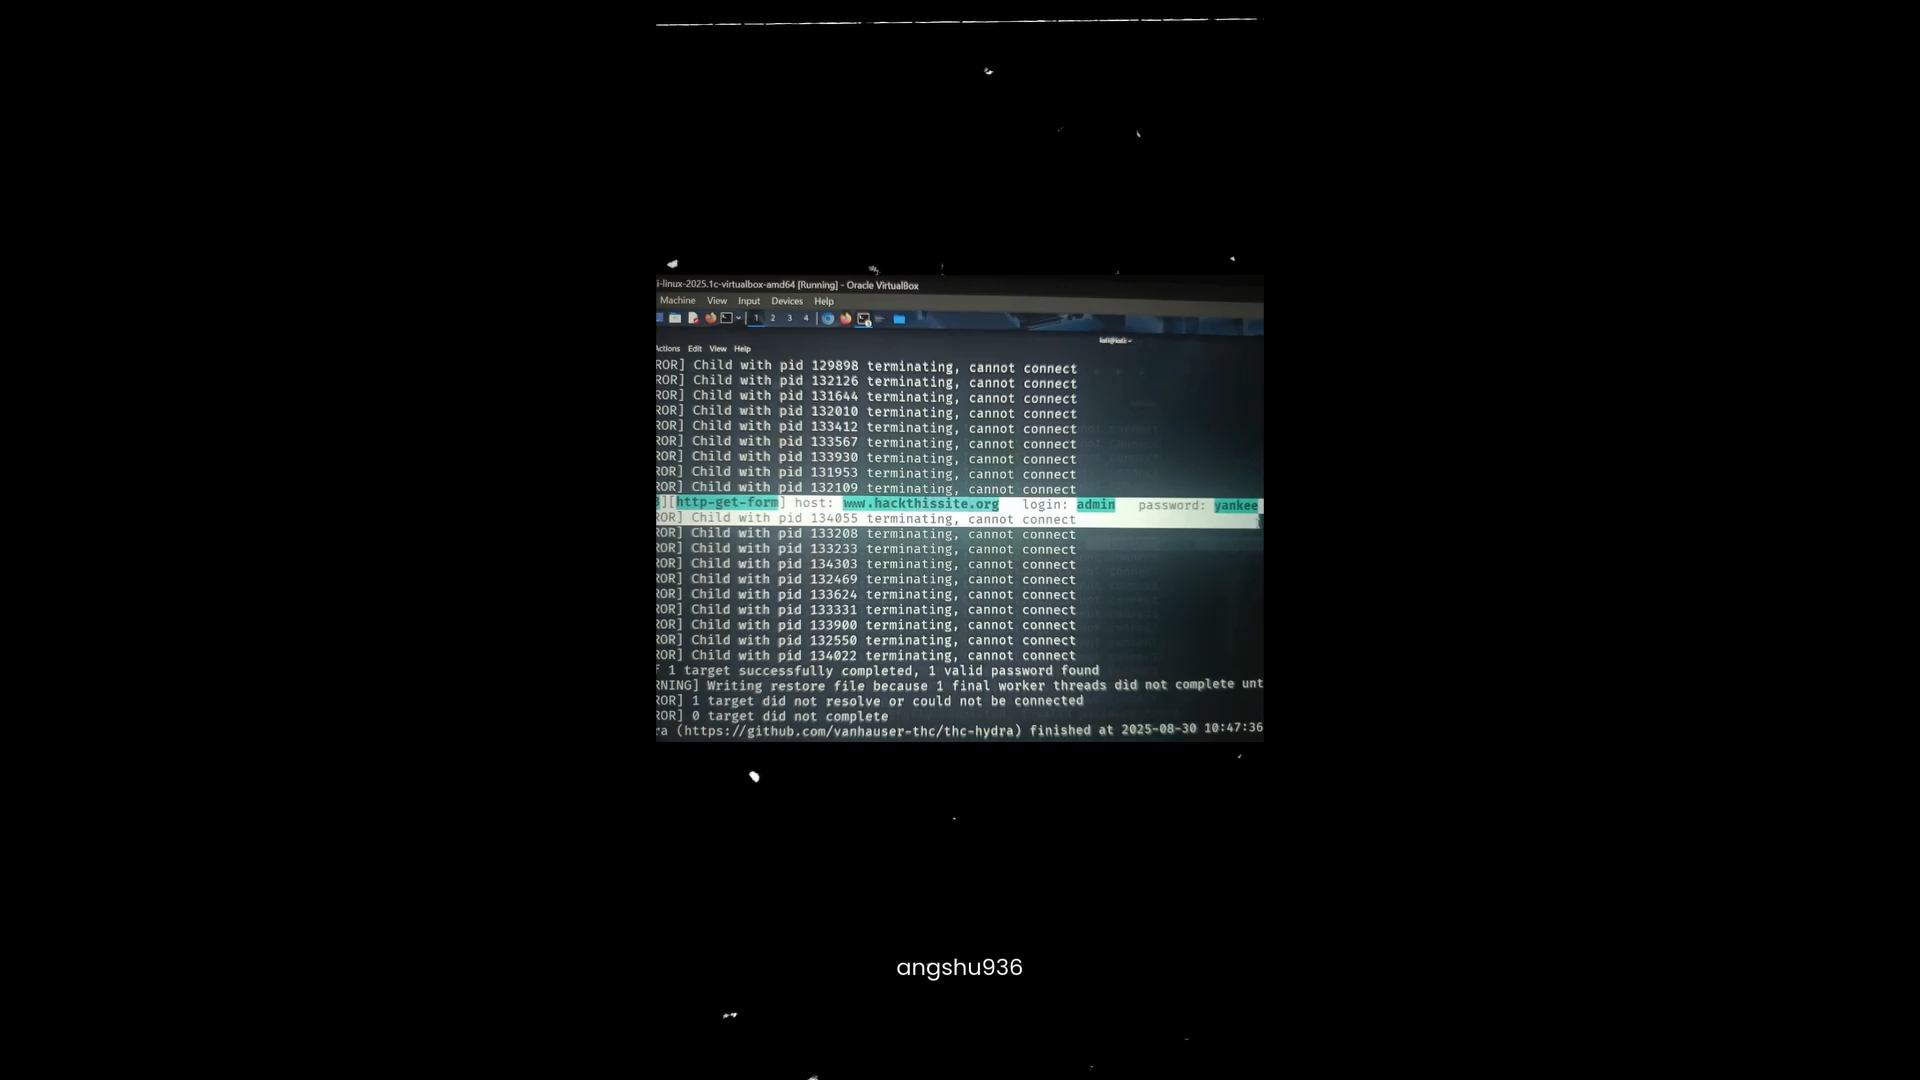 i-linux-2025.1c-virtualbox-amd64 [Running] - Oracle VirtualBox
Machine View Input Devices Help
1 2 3 4
kali@kali: ~
Actions Edit View Help
ROR] Child with pid 129898 terminating, cannot connect
ROR] Child with pid 132126 terminating, cannot connect
ROR] Child with pid 131644 terminating, cannot connect
ROR] Child with pid 132010 terminating, cannot connect
ROR] Child with pid 133412 terminating, cannot connect
ROR] Child with pid 133567 terminating, cannot connect
ROR] Child with pid 133930 terminating, cannot connect
ROR] Child with pid 131953 terminating, cannot connect
ROR] Child with pid 132109 terminating, cannot connect
][http-get-form] host: www.hackthissite.org login: admin password: yankee
ROR] Child with pid 134055 terminating, cannot connect
ROR] Child with pid 133208 terminating, cannot connect
ROR] Child with pid 133233 terminating, cannot connect
ROR] Child with pid 134303 terminating, cannot connect
ROR] Child with pid 132469 terminating, cannot connect
ROR] Child with pid 133624 terminating, cannot connect
ROR] Child with pid 133331 terminating, cannot connect
ROR] Child with pid 133900 terminating, cannot connect
ROR] Child with pid 132550 terminating, cannot connect
ROR] Child with pid 134022 terminating, cannot connect
f 1 target successfully completed, 1 valid password found
RNING] Writing restore file because 1 final worker threads did not complete unt
ROR] 1 target did not resolve or could not be connected
ROR] 0 target did not complete
ra (https://github.com/vanhauser-thc/thc-hydra) finished at 2025-08-30 10:47:36
angshu936